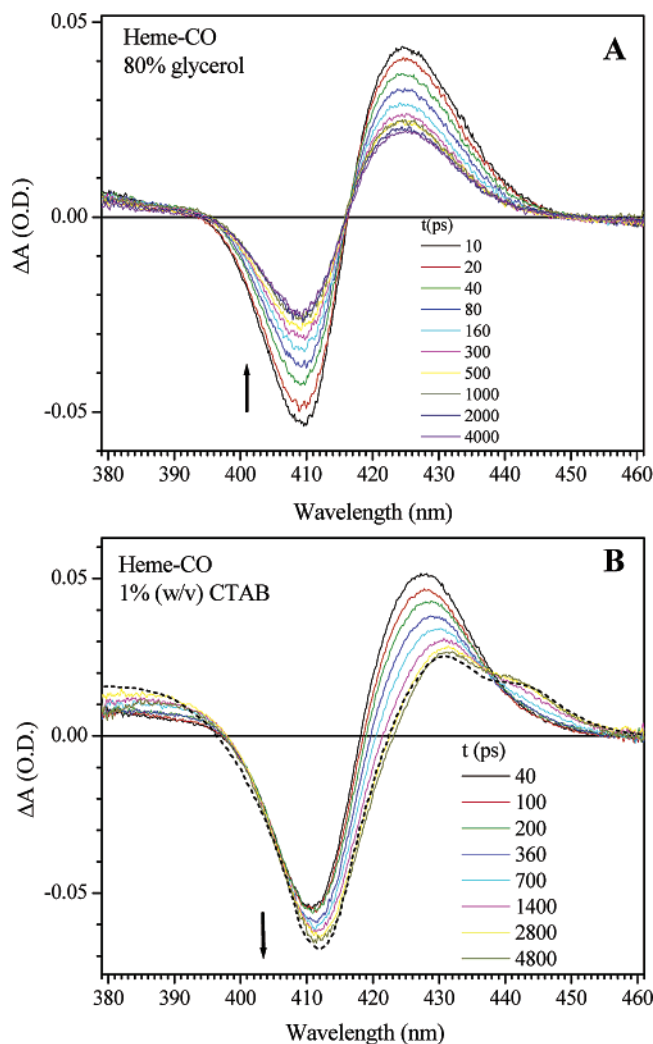 Heme-CO
80% glycerol
A
0.05
0.00
-0.05
ΔA (O.D.)
t(ps)
10
20
40
80
160
300
500
1000
2000
4000
380 390 400 410 420 430 440 450 460
Wavelength (nm)
Heme-CO
1% (w/v) CTAB
B
0.05
0.00
-0.05
ΔA (O.D.)
t (ps)
40
100
200
360
700
1400
2800
4800
380 390 400 410 420 430 440 450 460
Wavelength (nm)